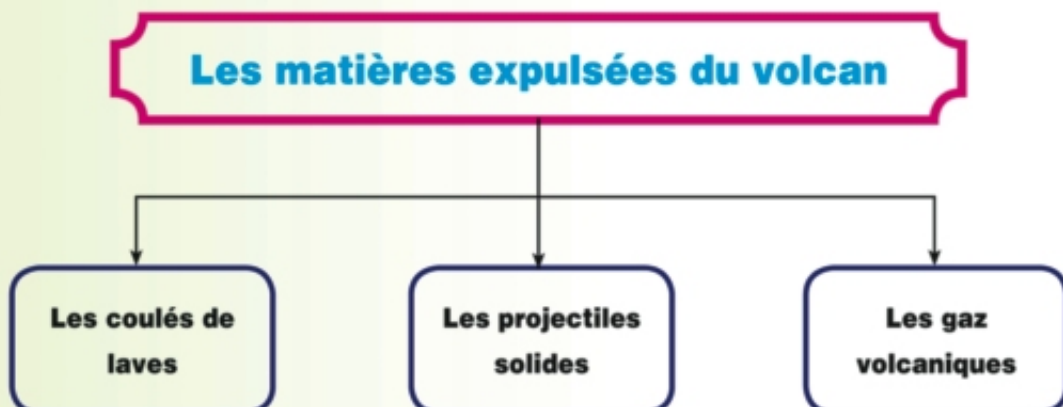 Les matières expulsées du volcan
Les coulés de
laves
Les projectiles
solides
Les gaz
volcaniques